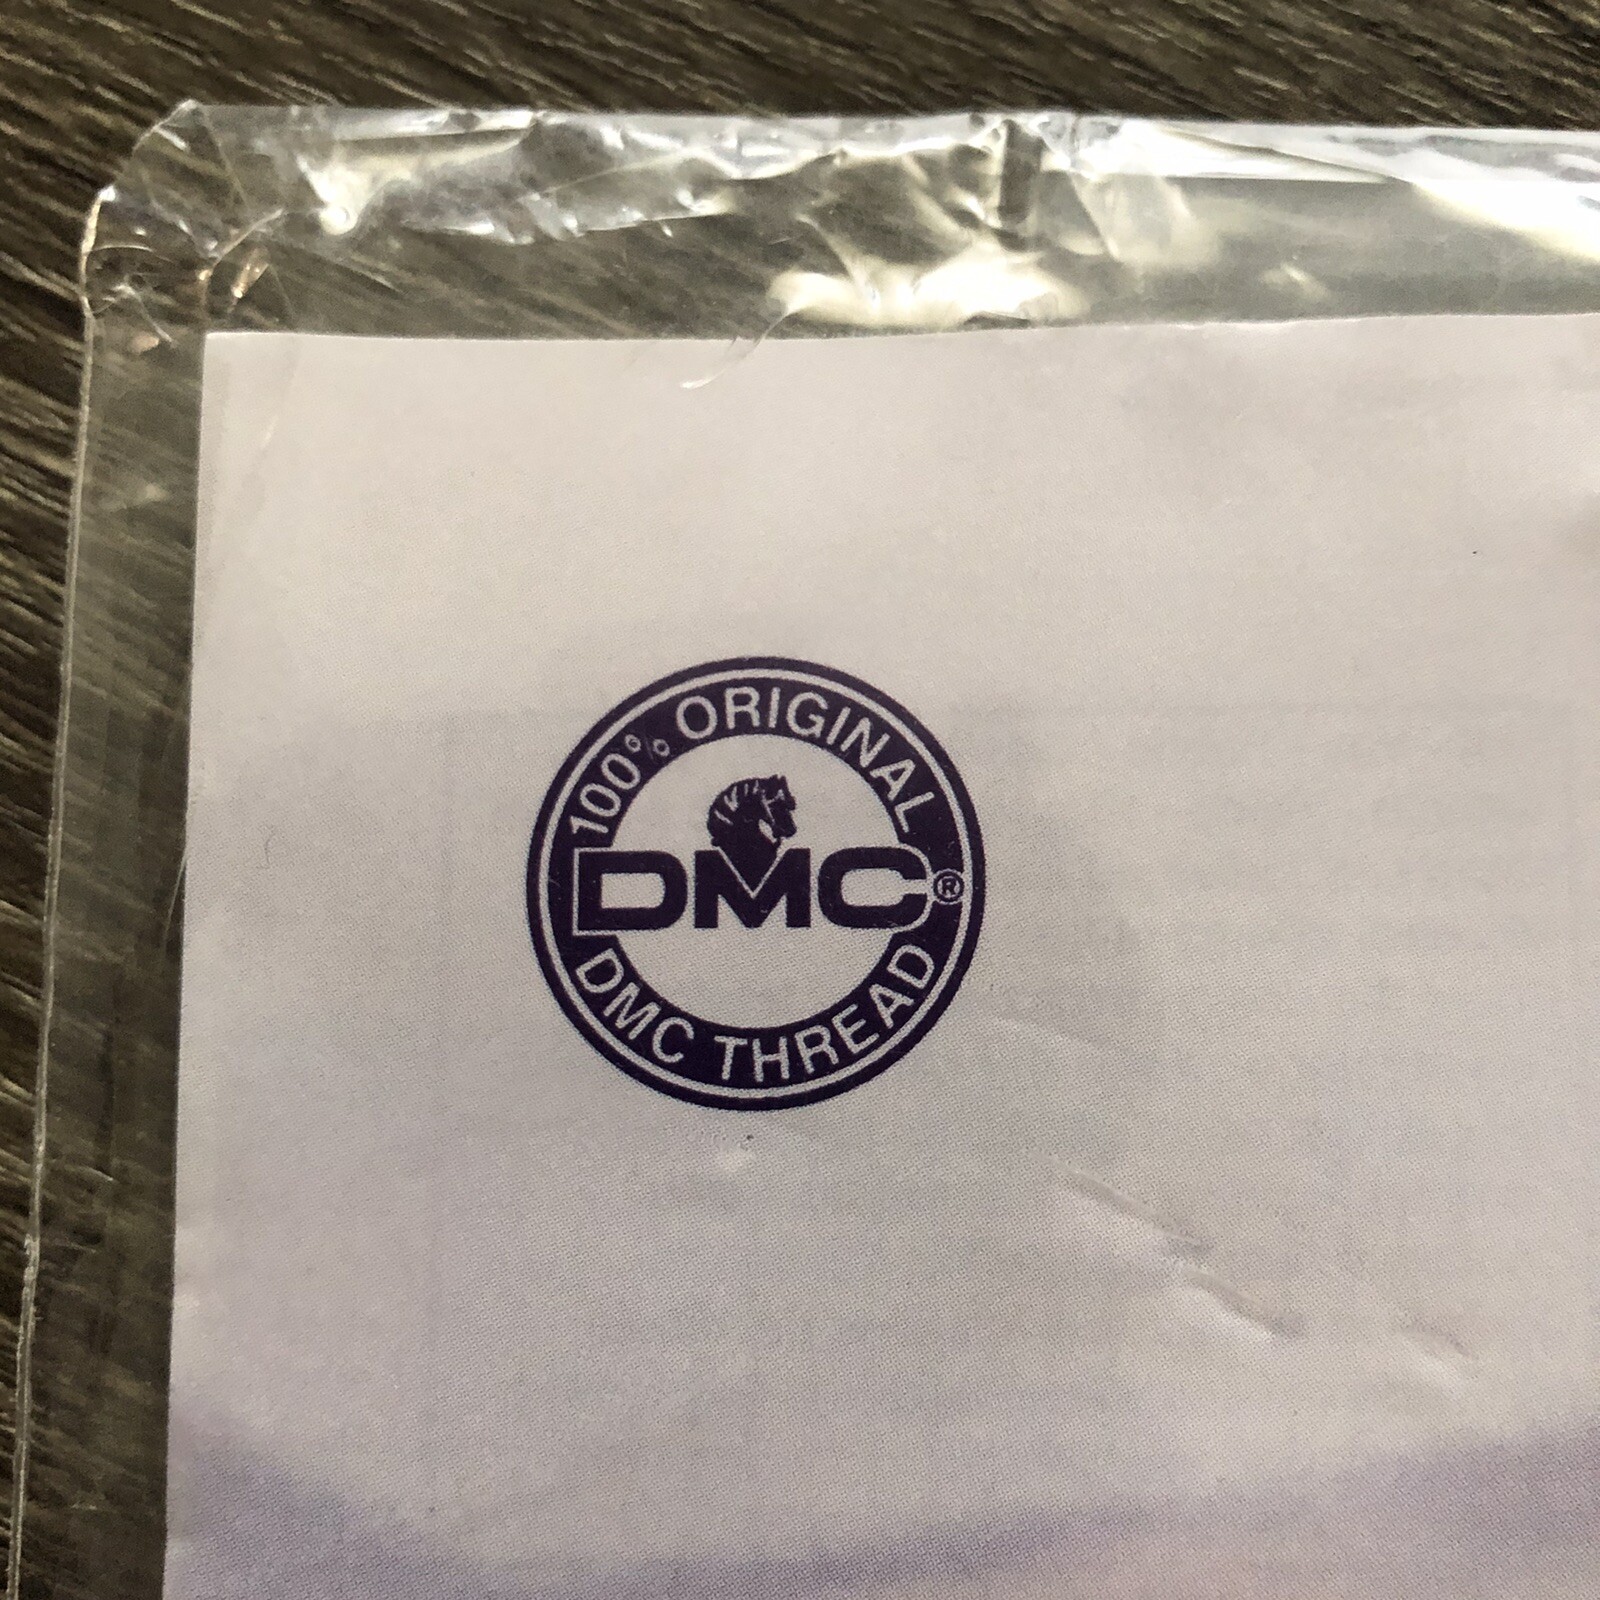 100% ORIGINAL
DMC®
DMC THREAD